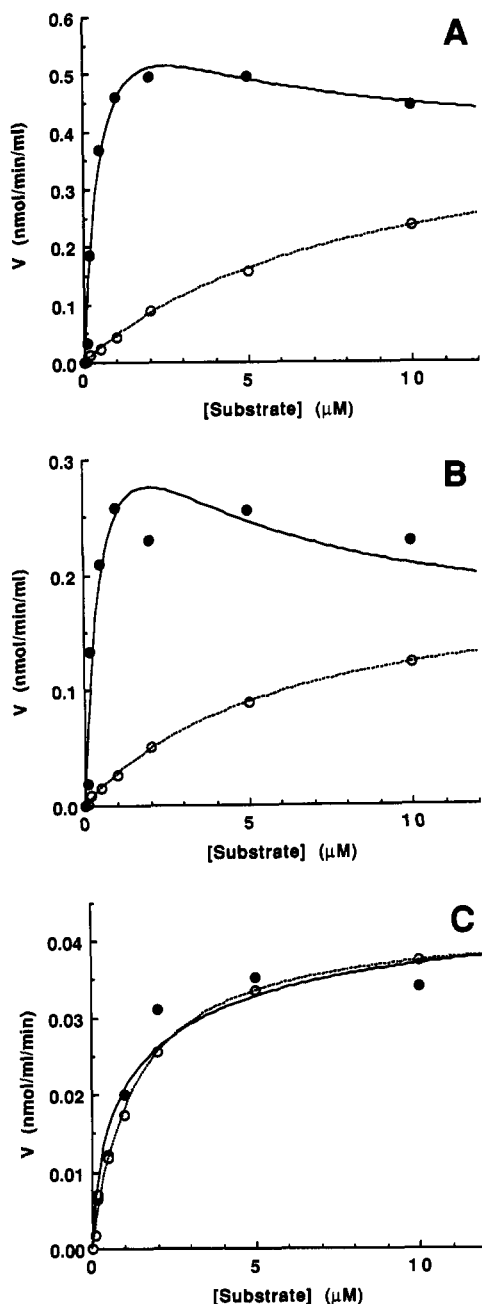 A
0.6
0.5
0.4
0.3
0.2
0.1
0.0
V (nmol/min/ml)
0
5
10
[Substrate] (μM)
B
0.3
0.2
0.1
0.0
V (nmol/min/ml)
0
5
10
[Substrate] (μM)
C
0.04
0.03
0.02
0.01
0.00
V (nmol/ml/min)
0
5
10
[Substrate] (μM)